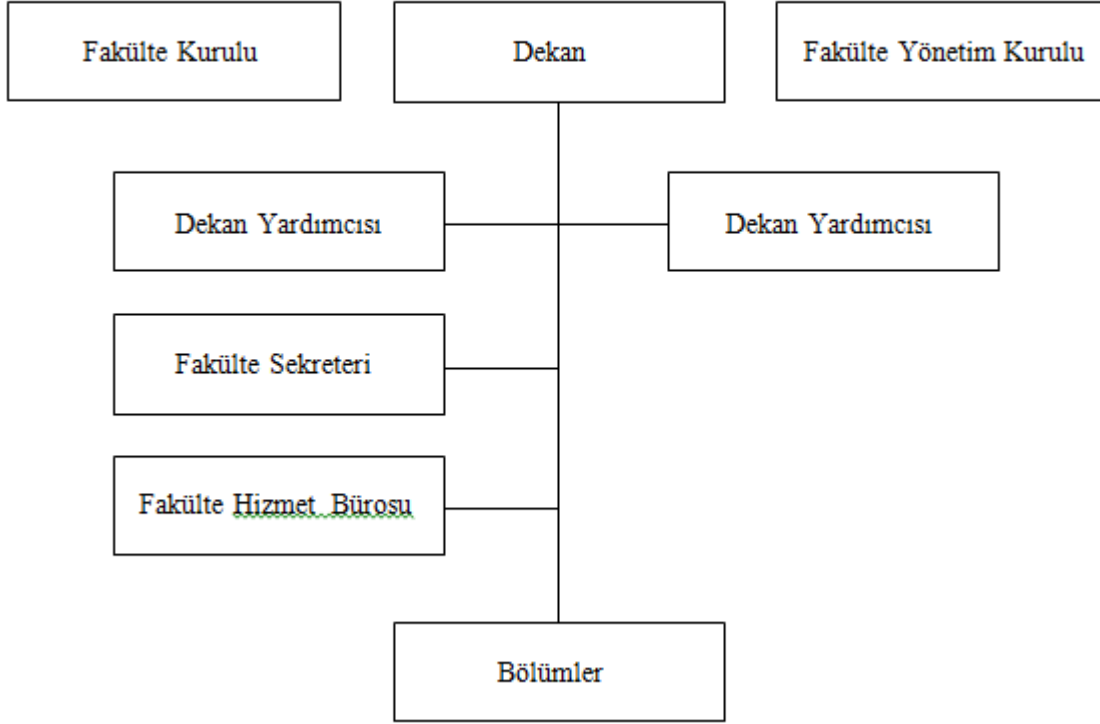 Fakülte Kurulu
Dekan
Fakülte Yönetim Kurulu
Dekan Yardımcısı
Dekan Yardımcısı
Fakülte Sekreteri
Fakülte Hizmet Bürosu
Bölümler